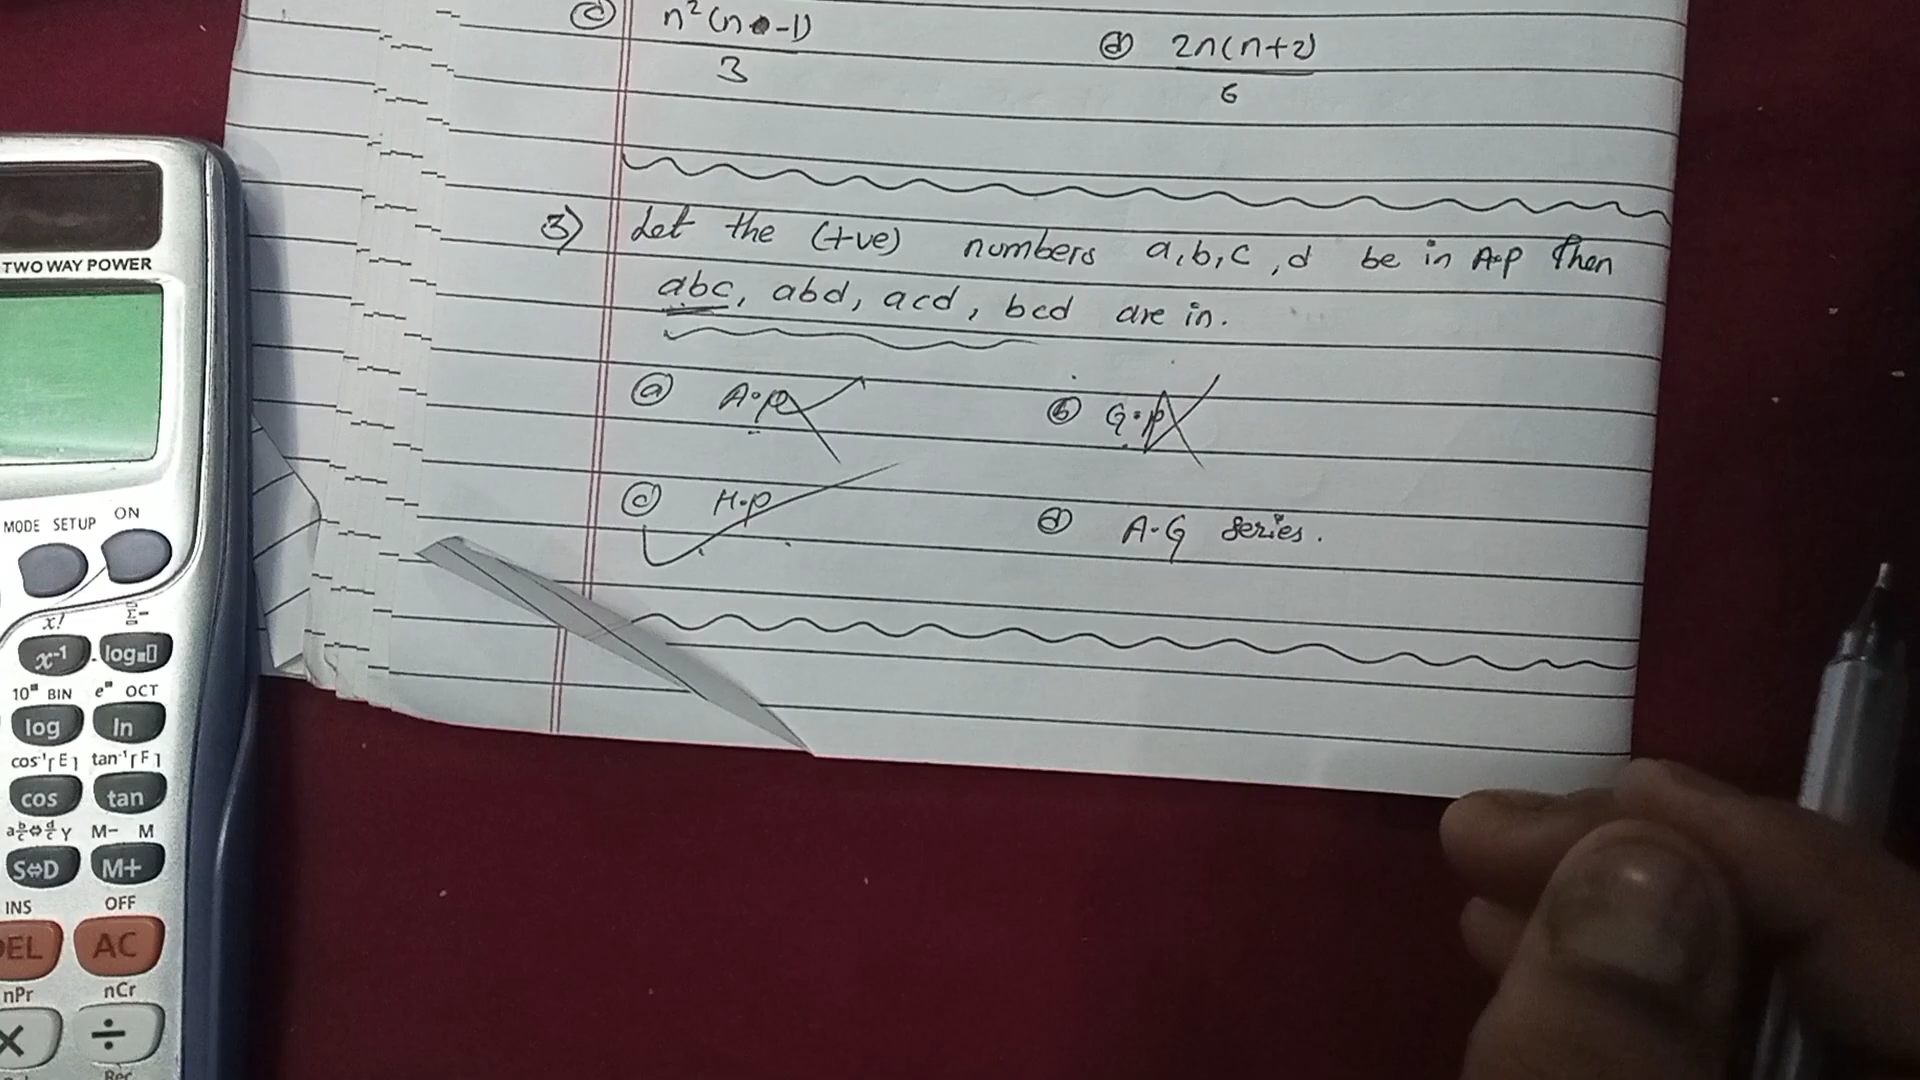 ⓒ n²(n-1)/3 ⓓ 2n(n+2)/6
3) Let the (+ve) numbers a,b,c,d be in A.p Then
abc, abd, acd, bcd are in.
ⓐ A.p ⓑ G.p
ⓒ H.p ⓓ A-G series.
TWO WAY POWER
MODE SETUP ON
x!
x⁻¹ log
BIN OCT
log ln
cos⁻¹ [E] tan⁻¹ [F]
cos tan
Y M- M
S⇔D M+
INS OFF
DEL AC
nPr nCr
× ÷
Rec